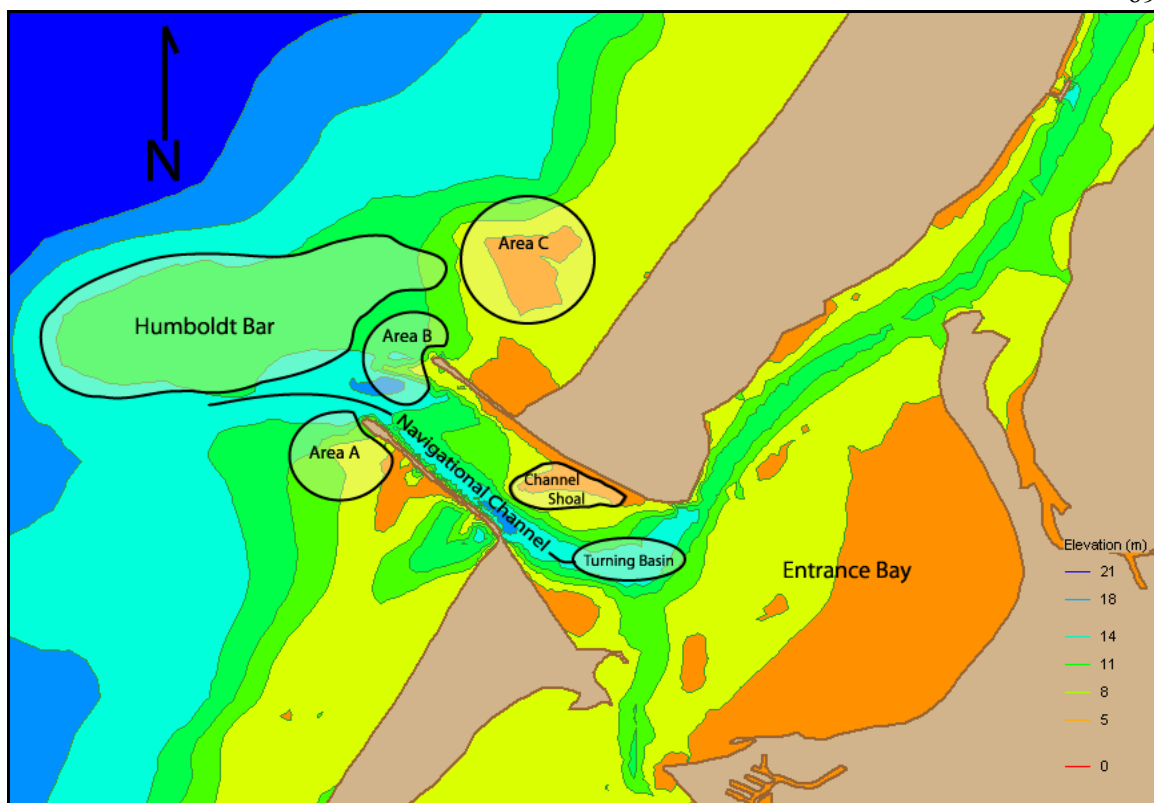 N
Area C
Humboldt Bar
Area B
Area A
Navigational Channel
Channel
Shoal
Turning Basin
Entrance Bay
Elevation (m)
21
18
14
11
8
5
0